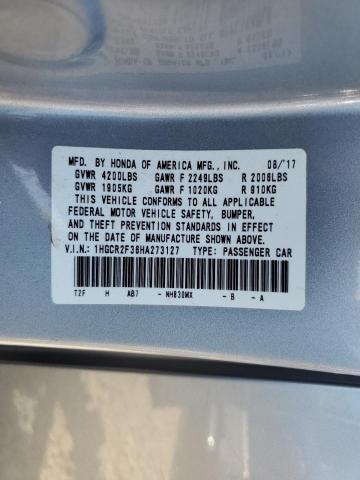 MFD. BY HONDA OF AMERICA MFG., INC. 08/'17
GVWR 4200LBS GAWR F 2249LBS R 2006LBS
GVWR 1905KG GAWR F 1020KG R 910KG
THIS VEHICLE CONFORMS TO ALL APPLICABLE
FEDERAL MOTOR VEHICLE SAFETY, BUMPER,
AND THEFT PREVENTION STANDARDS IN EFFECT
ON THE DATE OF MANUFACTURE SHOWN ABOVE.
V.I.N.: 1HGCR2F36HA273127 TYPE: PASSENGER CAR
T2F H AB7 - NH830MX - B - A